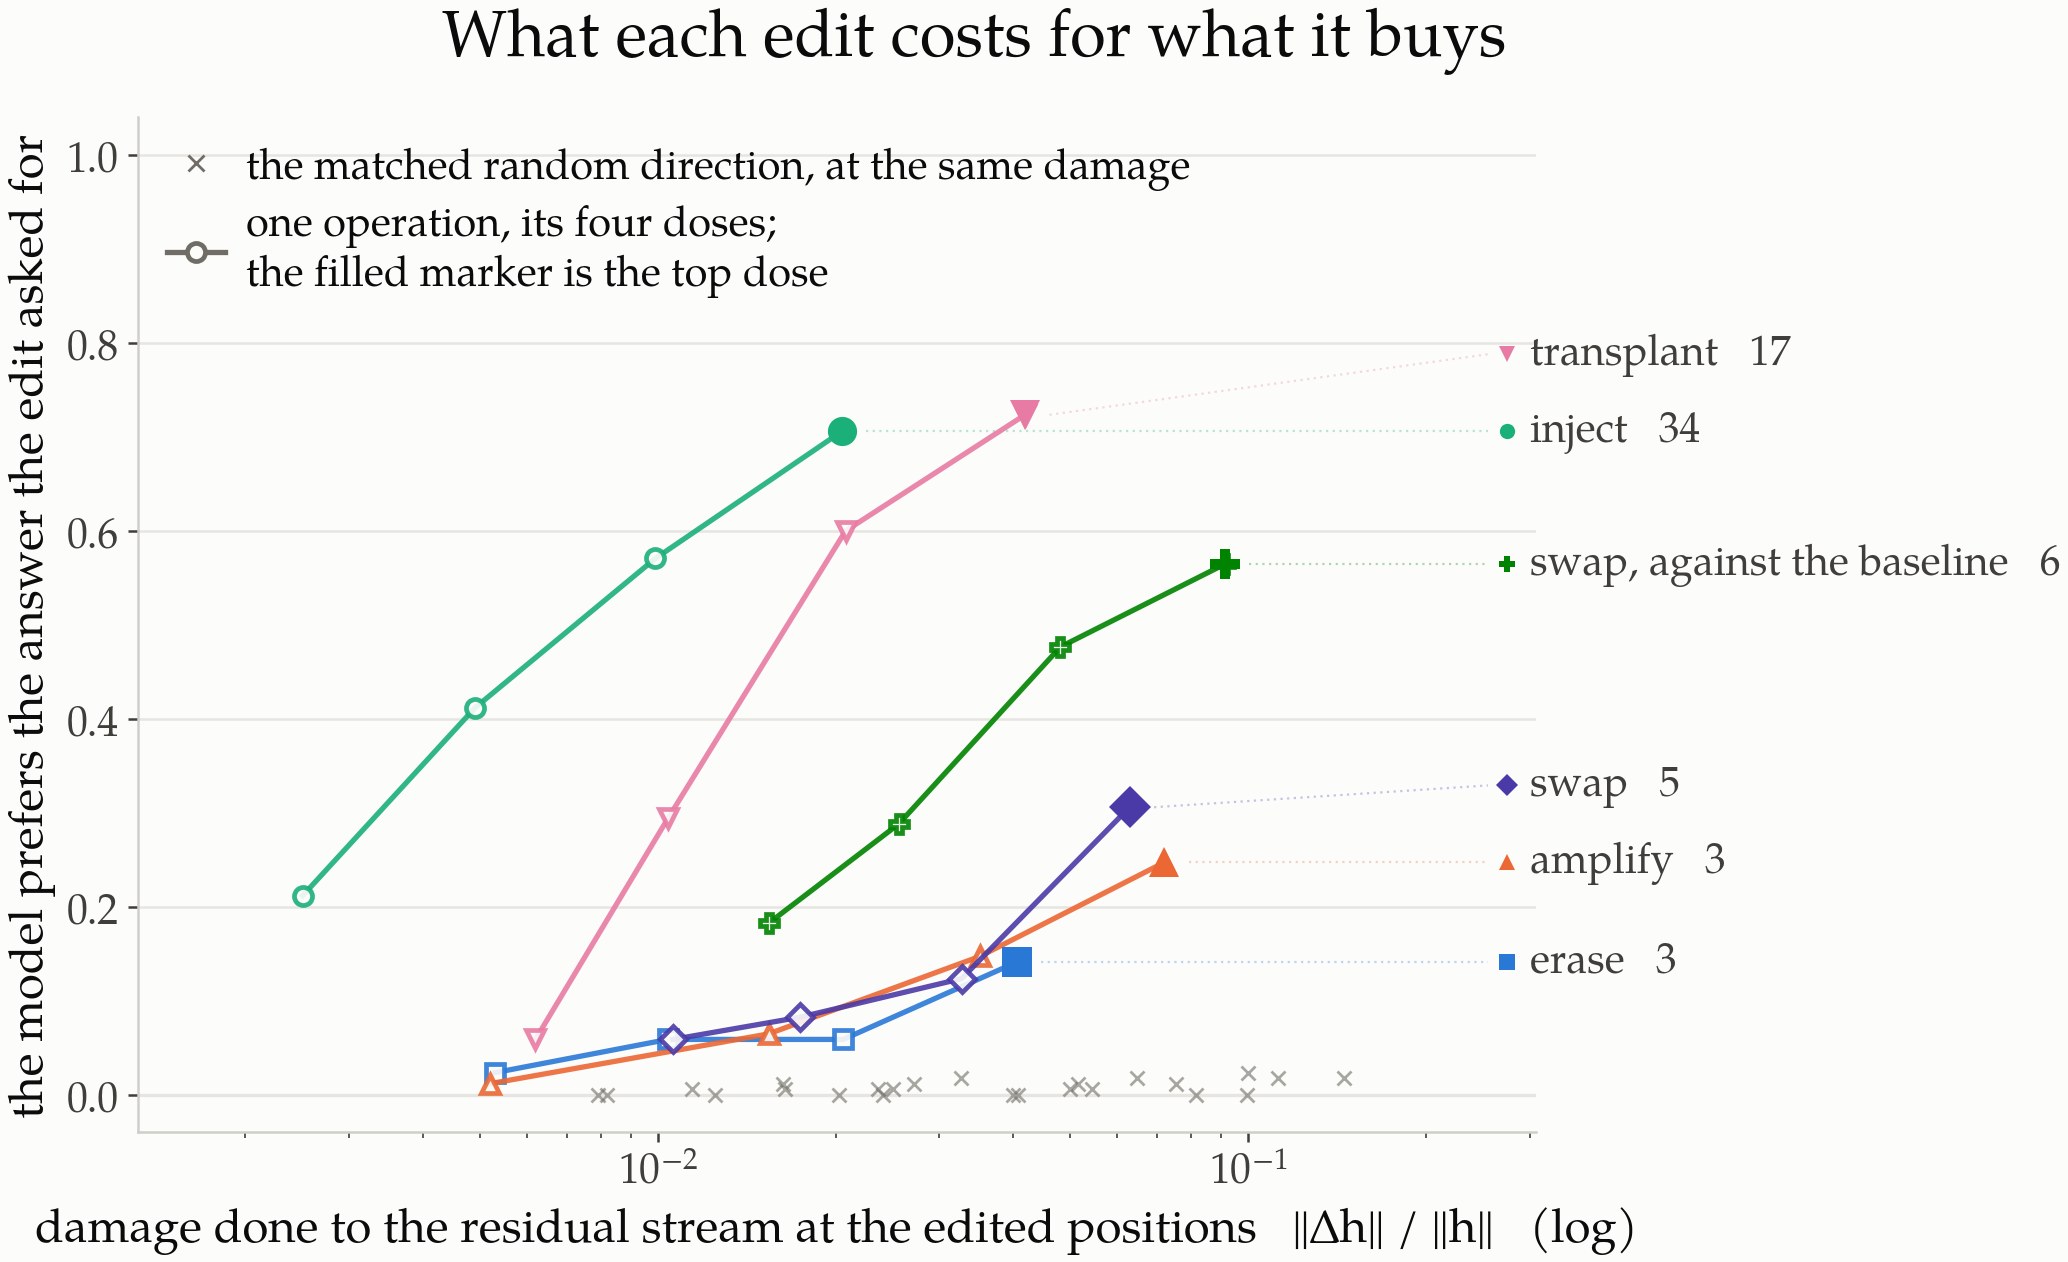 What each edit costs for what it buys
the model prefers the answer the edit asked for
1.0
0.8
0.6
0.4
0.2
0.0
× the matched random direction, at the same damage
one operation, its four doses;
the filled marker is the top dose
transplant 17
inject 34
swap, against the baseline 6
swap 5
amplify 3
erase 3
10⁻²
10⁻¹
damage done to the residual stream at the edited positions ‖Δh‖ / ‖h‖ (log)